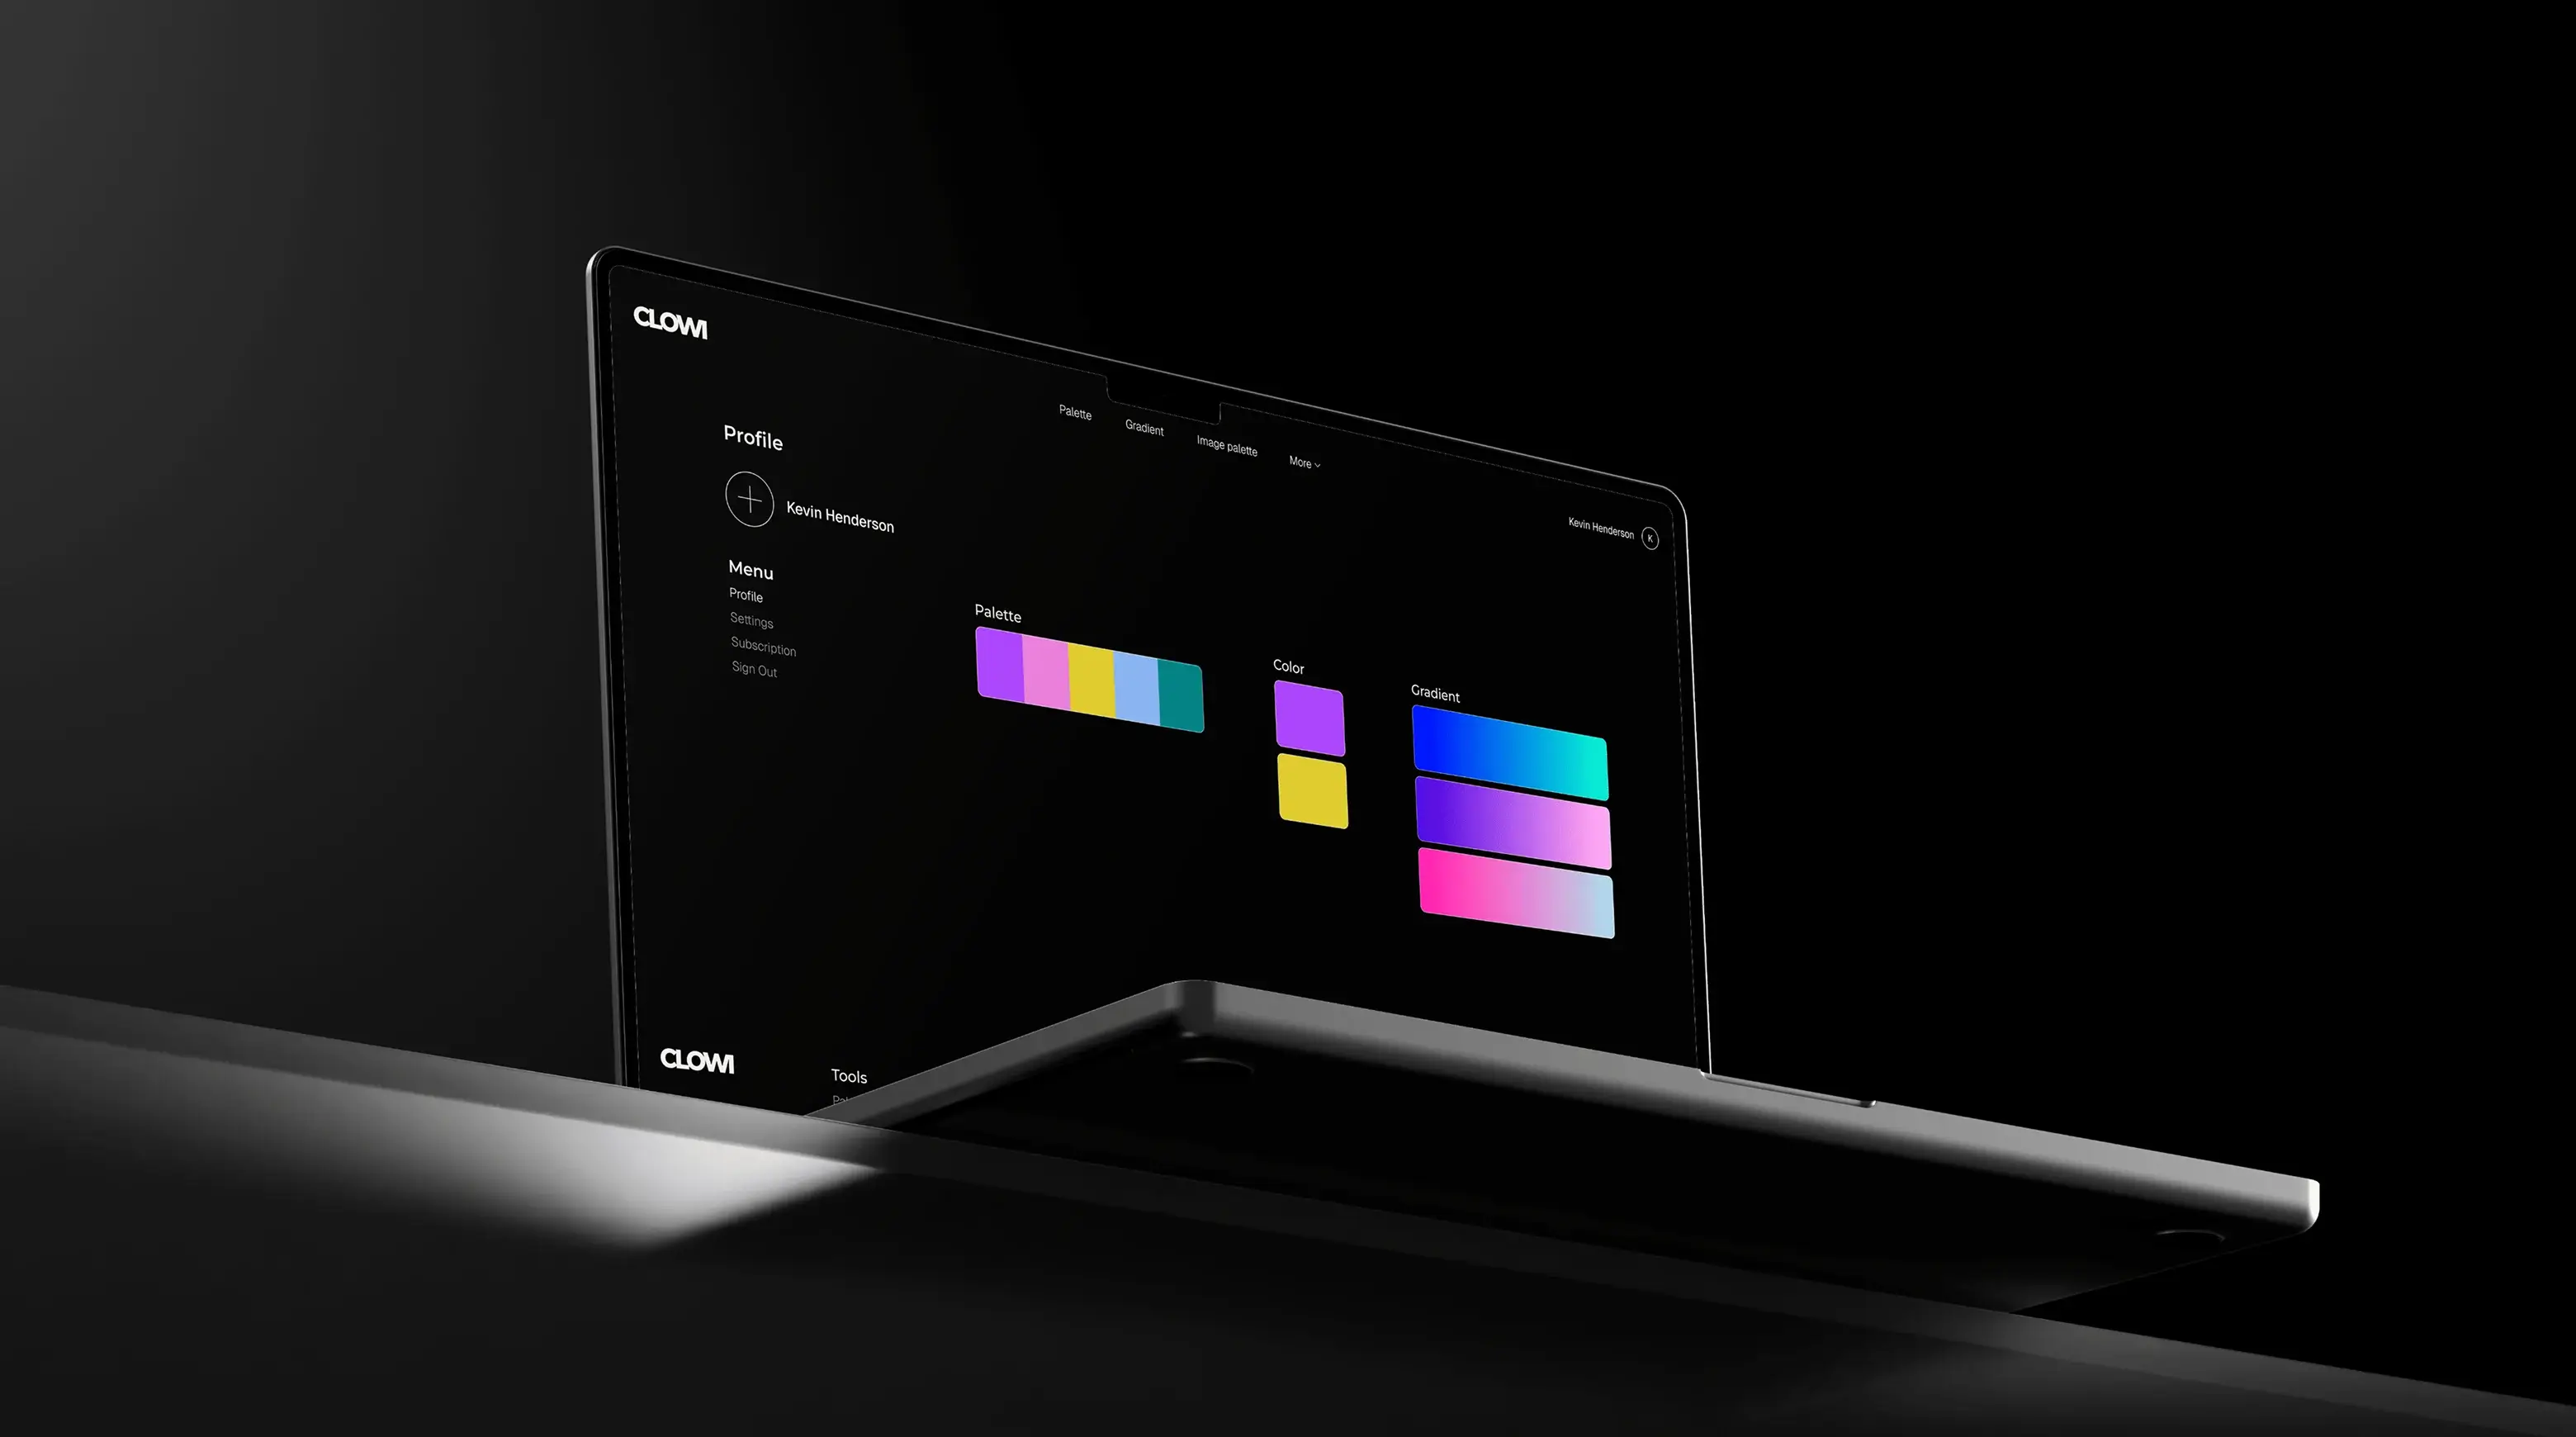 CLOWI
Palette
Gradient
Image palette
More
Kevin Henderson
K
Profile
Kevin Henderson
Menu
Profile
Settings
Subscription
Sign Out
Palette
Color
Gradient
CLOWI
Tools